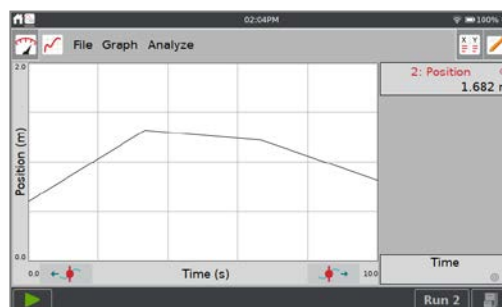 02:04PM
100%
File Graph Analyze
X Y
2: Position
1.682
2.0
Position (m)
0.0
0.0
Time (s)
10.0
Time
Run 2